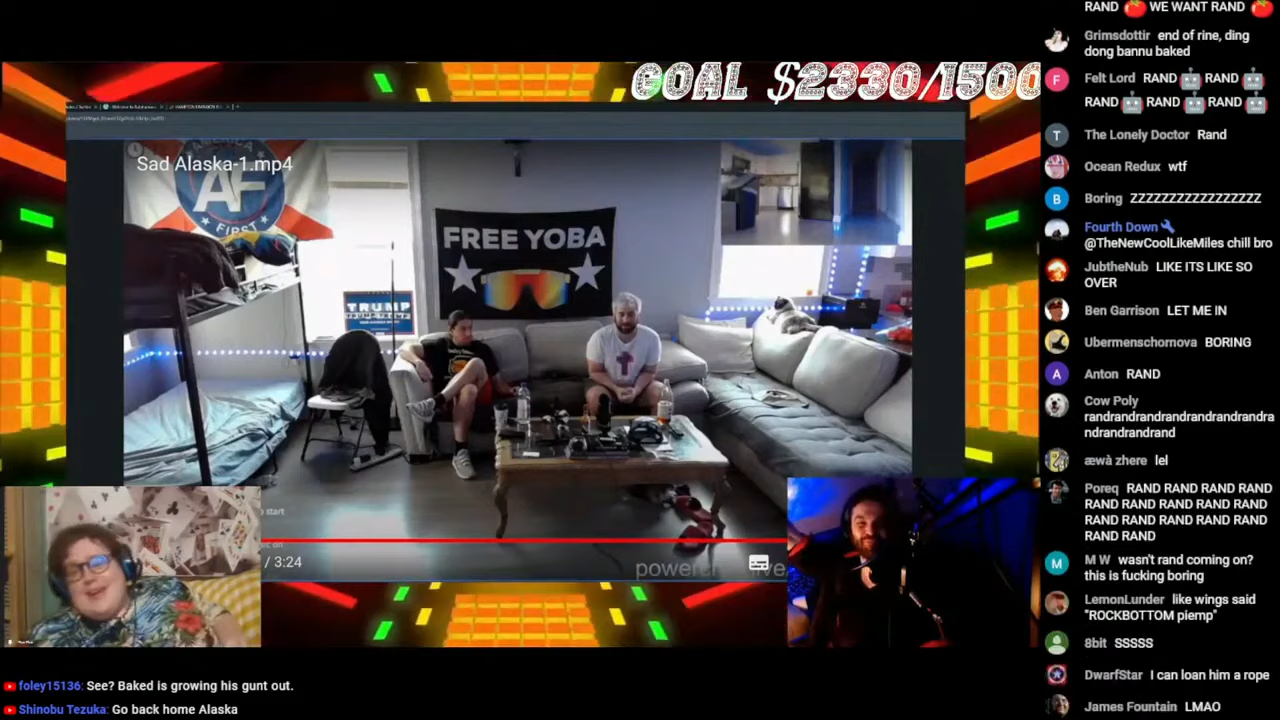 GOAL $2330/1500
Sad Alaska-1.mp4
AMERICA
AF
FIRST
FREE YOBA
TRUMP
/ 3:24
foley15136: See? Baked is growing his gunt out.
Shinobu Tezuka: Go back home Alaska
RAND 🍅 WE WANT RAND 🍅
Grimsdottir end of rine, ding
dong bannu baked
Felt Lord RAND 🤖 RAND 🤖
RAND 🤖 RAND 🤖 RAND 🤖
The Lonely Doctor Rand
Ocean Redux wtf
Boring ZZZZZZZZZZZZZZZZZ
Fourth Down🔧
@TheNewCoolLikeMiles chill bro
JubtheNub LIKE ITS LIKE SO
OVER
Ben Garrison LET ME IN
Ubermenschornova BORING
Anton RAND
Cow Poly
randrandrandrandrandrandrandra
ndrandrandrand
æwà zhere lel
Poreq RAND RAND RAND RAND
RAND RAND RAND RAND RAND
RAND RAND RAND RAND RAND
RAND RAND
M W wasn't rand coming on?
this is fucking boring
LemonLunder like wings said
"ROCKBOTTOM piemp"
8bit SSSSS
DwarfStar I can loan him a rope
James Fountain LMAO